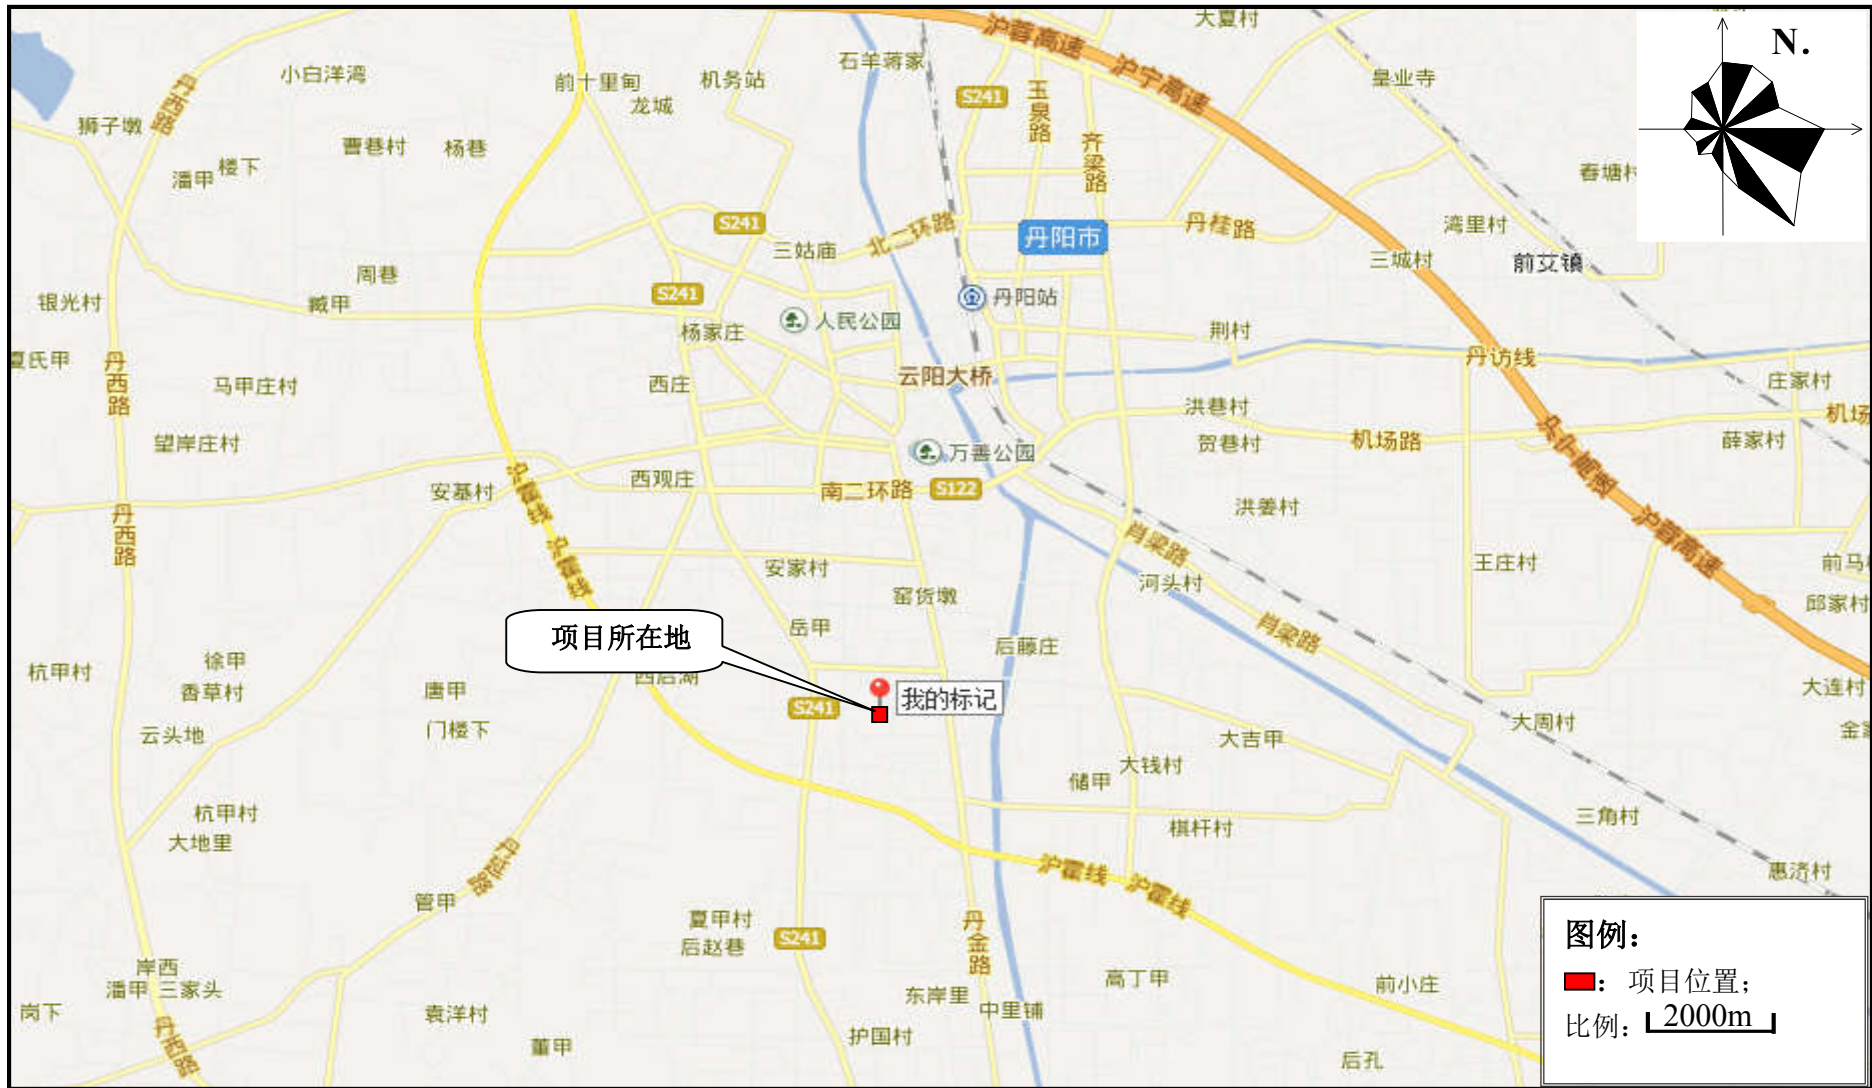 大夏村
N.
沪蓉高速
石羊蒋家
小白洋湾
前十里甸
机务站
沪宁高速
皇业寺
丹西路
龙城
S241
玉泉路
狮子墩
曹巷村
杨巷
齐梁路
楼下
潘甲
春塘村
S241
北二环路
丹阳市
丹桂路
湾里村
三姑庙
三城村
前艾镇
周巷
银光村
臧甲
S241
丹阳站
人民公园
杨家庄
荆村
夏氏甲
丹西路
马甲庄村
西庄
云阳大桥
丹访线
庄家村
洪巷村
机场
望岸庄村
万善公园
贺巷村
机场路
薛家村
沪霍线
安基村
西观庄
南二环路
S122
洪姜村
丹西路
沪霍线
肖梁路
沪蓉高速
安家村
河头村
王庄村
前马
窑货墩
邱家村
项目所在地
岳甲
后藤庄
肖梁路
杭甲村
徐甲
香草村
唐甲
西后湖
S241
我的标记
大连村
云头地
门楼下
大周村
大吉甲
大钱村
储甲
杭甲村
大地里
棋杆村
三角村
丹延路
沪霍线
沪霍线
惠济村
管甲
夏甲村
后赵巷
S241
丹金路
图例：
岸西
潘甲
三家头
高丁甲
前小庄
：项目位置；
岗下
袁洋村
东岸里
中里铺
比例：
2000m
丹西路
董甲
护国村
后孔